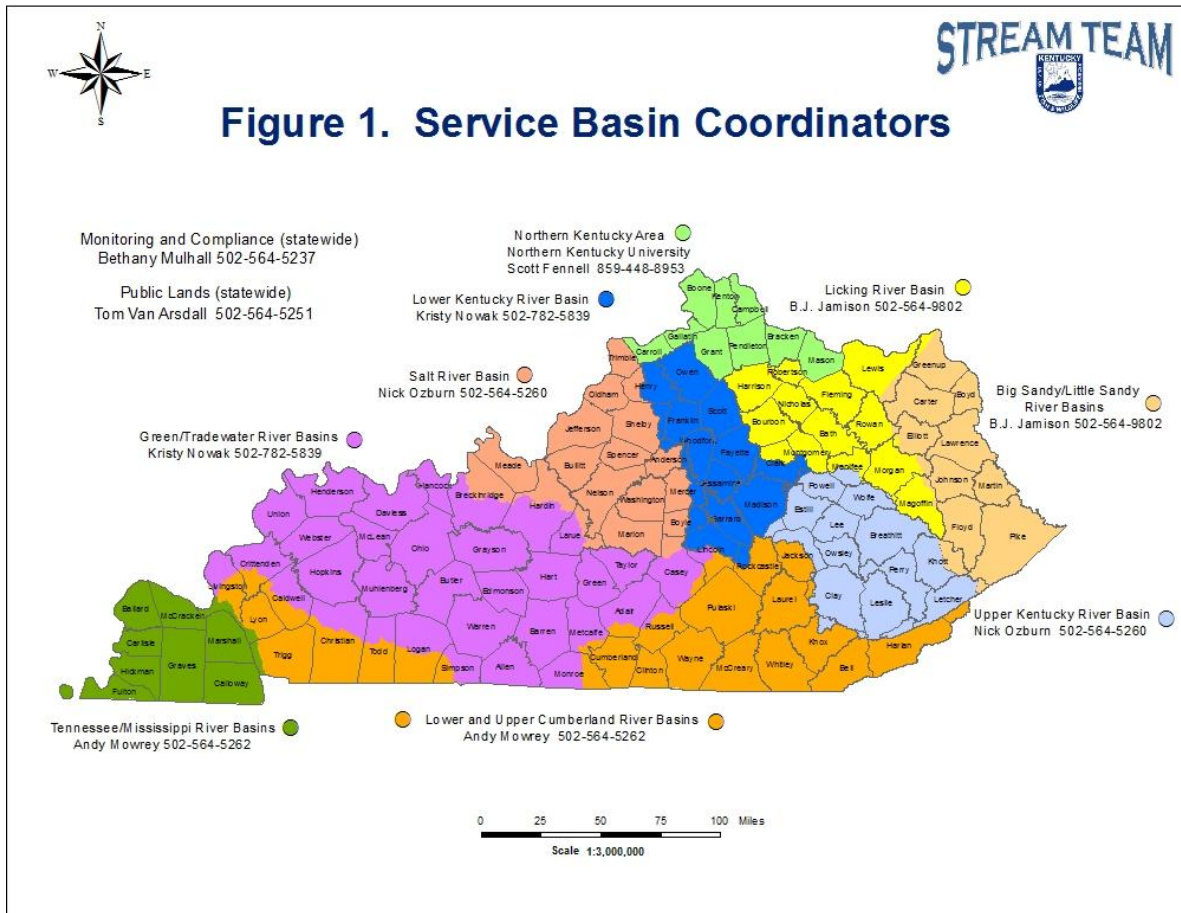 N
W
E
S
STREAM TEAM
KENTUCKY
Figure 1. Service Basin Coordinators
Monitoring and Compliance (statewide)
Bethany Mulhall 502-564-5237
Public Lands (statewide)
Tom Van Arsdall 502-564-5251
Northern Kentucky Area
Northern Kentucky University
Scott Fennell 859-448-8953
Lower Kentucky River Basin
Kristy Nowak 502-782-5839
Licking River Basin
B.J. Jamison 502-564-9802
Salt River Basin
Nick Ozburn 502-564-5260
Big Sandy/Little Sandy
River Basins
B.J. Jamison 502-564-9802
Green/Tradewater River Basins
Kristy Nowak 502-782-5839
Upper Kentucky River Basin
Nick Ozburn 502-564-5260
Tennessee/Mississippi River Basins
Andy Mowrey 502-564-5262
Lower and Upper Cumberland River Basins
Andy Mowrey 502-564-5262
Boone
Kenton
Campbell
Gallatin
Carroll
Grant
Pendleton
Bracken
Mason
Trimble
Owen
Henry
Oldham
Harrison
Robertson
Lewis
Greenup
Nicholas
Fleming
Carter
Boyd
Scott
Shelby
Franklin
Bourbon
Rowan
Jefferson
Bath
Elliott
Lawrence
Woodford
Fayette
Spencer
Anderson
Montgomery
Clark
Menifee
Morgan
Meade
Bullitt
Jessamine
Mercer
Powell
Wolfe
Johnson
Martin
Magoffin
Nelson
Washington
Madison
Estill
Hancock
Breckinridge
Hardin
Boyle
Garrard
Lee
Breathitt
Floyd
Pike
Henderson
Daviess
Union
Marion
Larue
Lincoln
Owsley
Knott
Webster
McLean
Ohio
Grayson
Rockcastle
Jackson
Perry
Crittenden
Hopkins
Muhlenberg
Butler
Edmonson
Hart
Green
Taylor
Casey
Clay
Leslie
Letcher
Livingston
Caldwell
Lyon
Adair
Pulaski
Laurel
Ballard
McCracken
Marshall
Carlisle
Graves
Hickman
Fulton
Calloway
Trigg
Christian
Todd
Logan
Warren
Barren
Metcalfe
Russell
Knox
Harlan
Simpson
Allen
Monroe
Cumberland
Clinton
Wayne
McCreary
Whitley
Bell
0 25 50 75 100 Miles
Scale 1:3,000,000